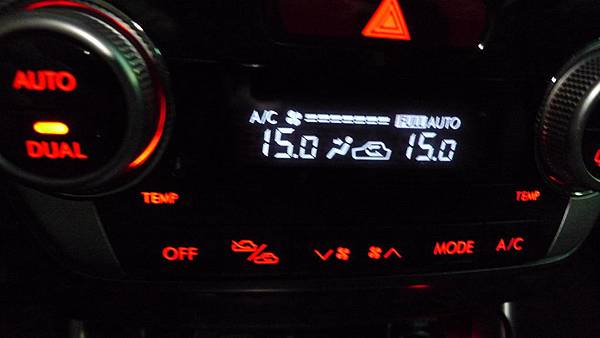 AUTO
DUAL
A/C FULL AUTO
15.0 15.0
TEMP TEMP
OFF MODE A/C